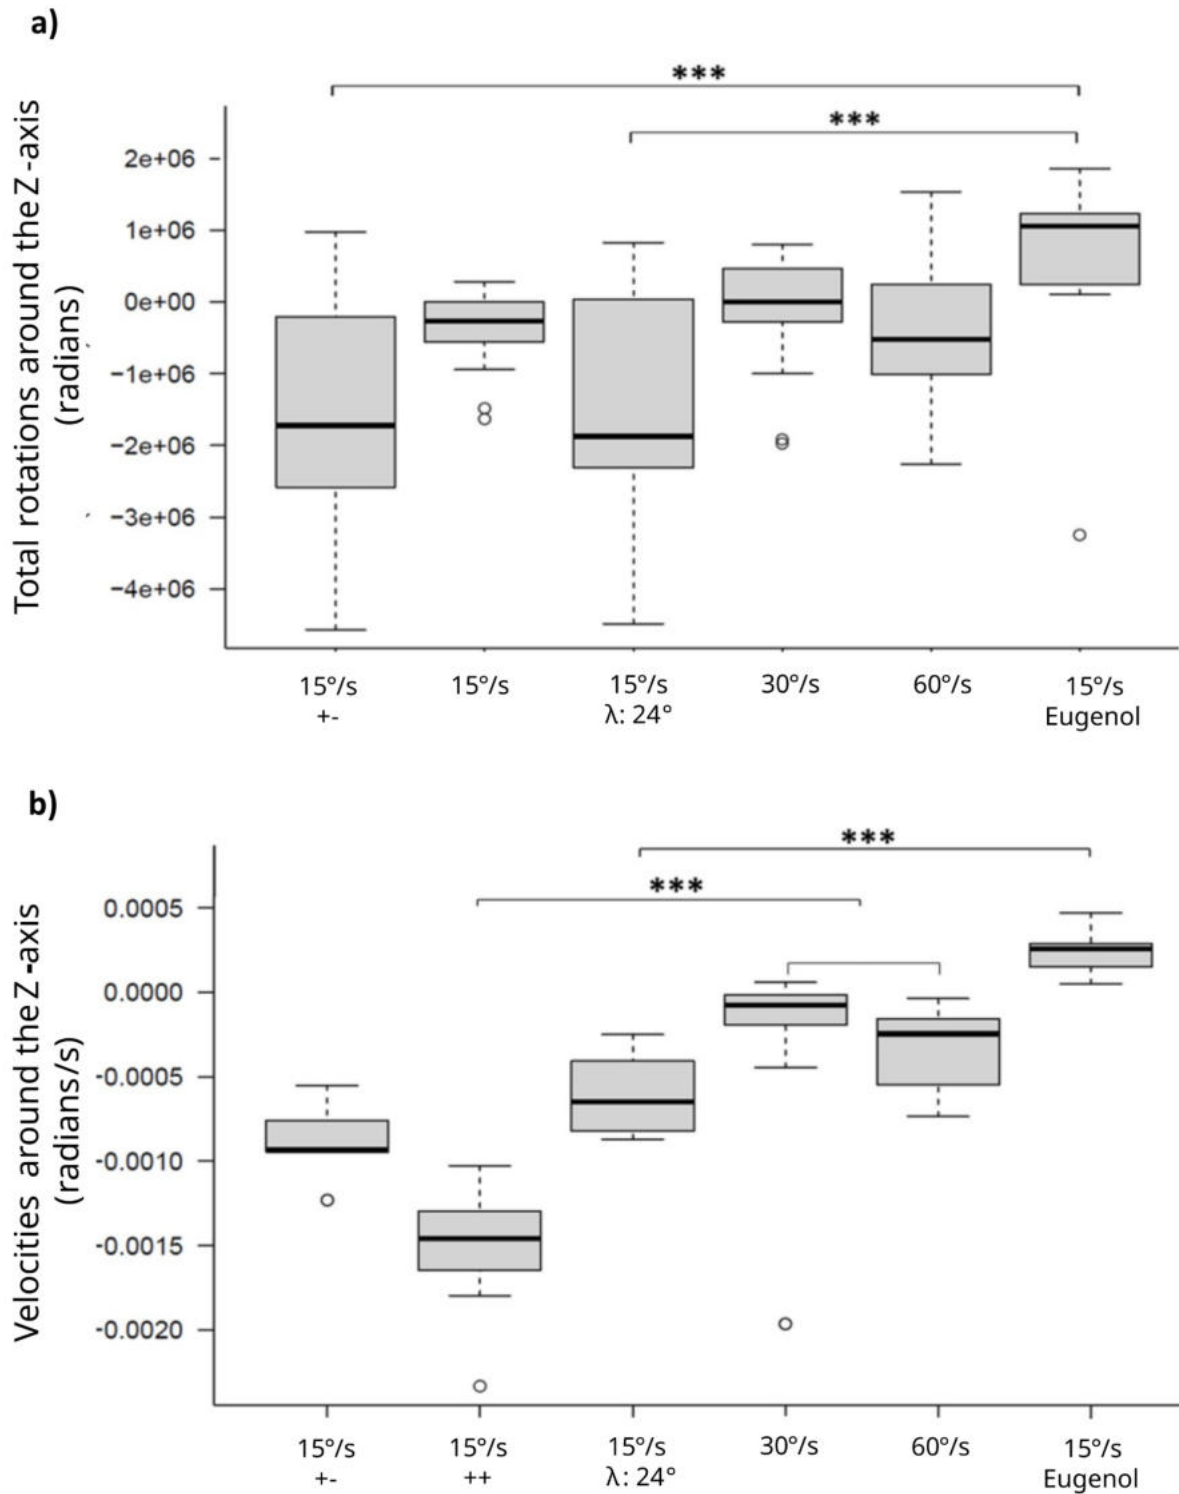 a)
Total rotations around the Z-axis
(radians)
***
***
2e+06
1e+06
0e+00
−1e+06
−2e+06
−3e+06
−4e+06
15°/s 15°/s 15°/s 30°/s 60°/s 15°/s
+- λ: 24° Eugenol
b)
Velocities around the Z-axis
(radians/s)
***
***
0.0005
0.0000
-0.0005
-0.0010
-0.0015
-0.0020
15°/s 15°/s 15°/s 30°/s 60°/s 15°/s
+- ++ λ: 24° Eugenol